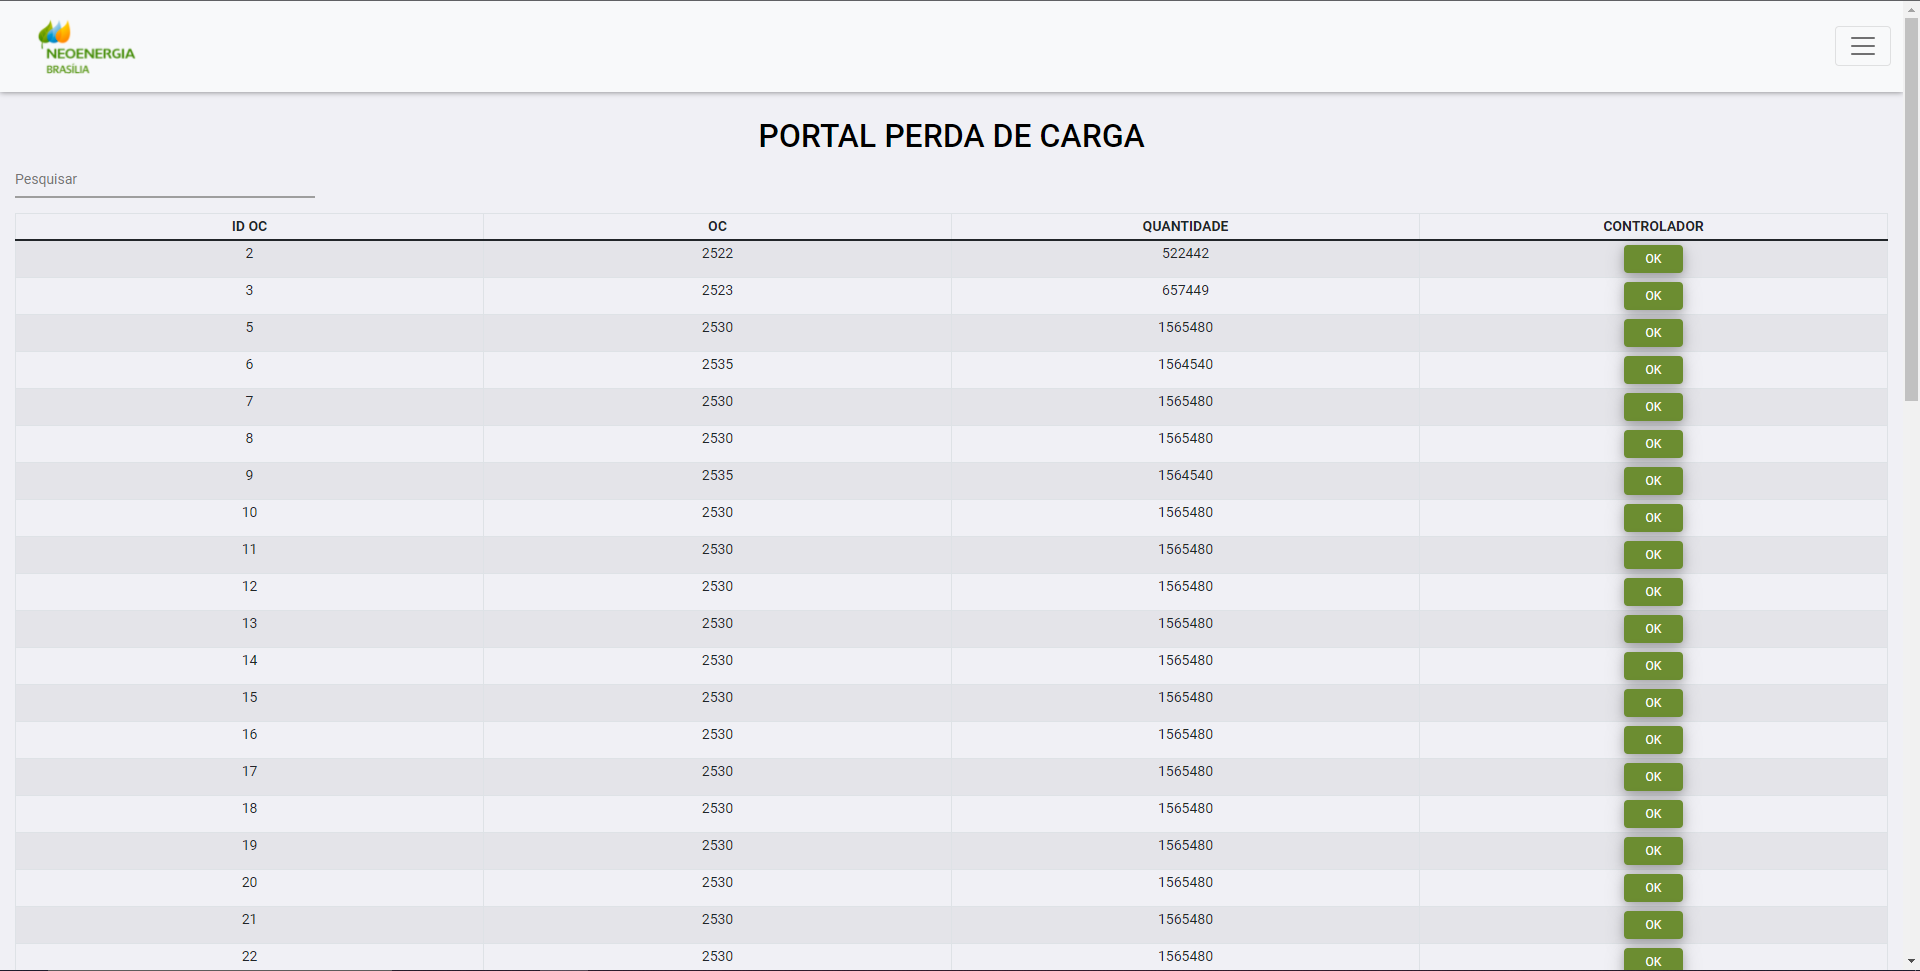 NEOENERGIA
BRASÍLIA
PORTAL PERDA DE CARGA
Pesquisar
ID OC OC QUANTIDADE CONTROLADOR
2 2522 522442 OK
3 2523 657449 OK
5 2530 1565480 OK
6 2535 1564540 OK
7 2530 1565480 OK
8 2530 1565480 OK
9 2535 1564540 OK
10 2530 1565480 OK
11 2530 1565480 OK
12 2530 1565480 OK
13 2530 1565480 OK
14 2530 1565480 OK
15 2530 1565480 OK
16 2530 1565480 OK
17 2530 1565480 OK
18 2530 1565480 OK
19 2530 1565480 OK
20 2530 1565480 OK
21 2530 1565480 OK
22 2530 1565480 OK